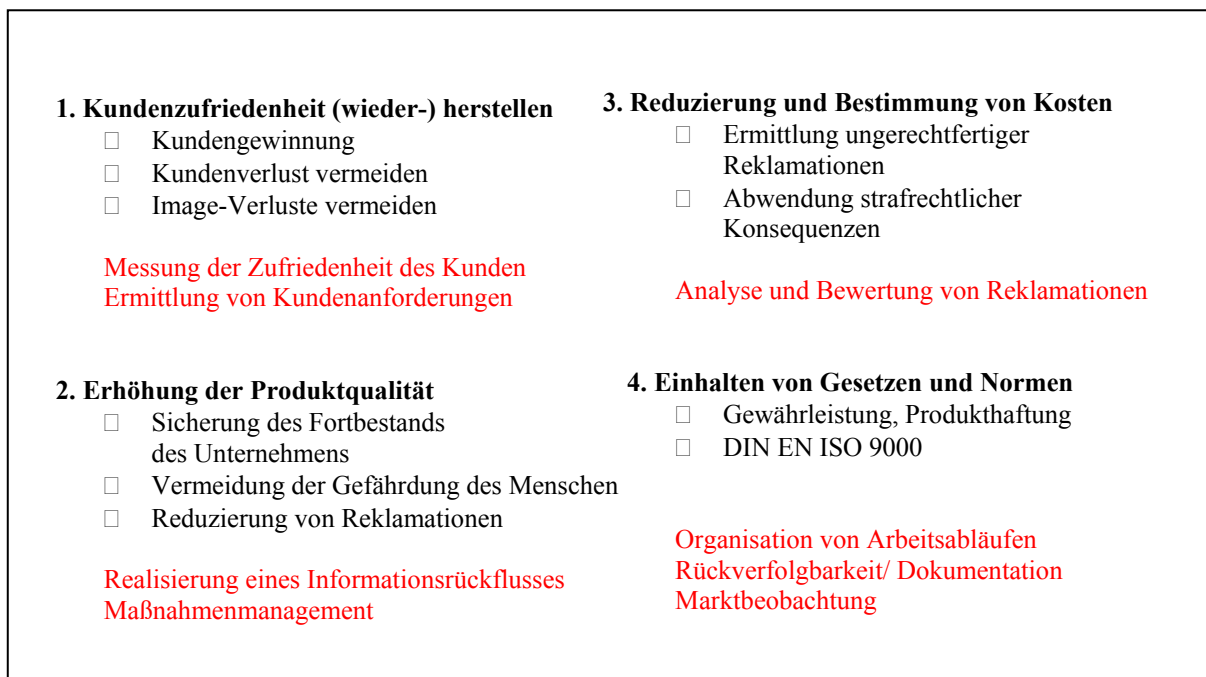 1. Kundenzufriedenheit (wieder-) herstellen
☐ Kundengewinnung
☐ Kundenverlust vermeiden
☐ Image-Verluste vermeiden
Messung der Zufriedenheit des Kunden
Ermittlung von Kundenanforderungen
2. Erhöhung der Produktqualität
☐ Sicherung des Fortbestands
des Unternehmens
☐ Vermeidung der Gefährdung des Menschen
☐ Reduzierung von Reklamationen
Realisierung eines Informationsrückflusses
Maßnahmenmanagement
3. Reduzierung und Bestimmung von Kosten
☐ Ermittlung ungerechtfertiger
Reklamationen
☐ Abwendung strafrechtlicher
Konsequenzen
Analyse und Bewertung von Reklamationen
4. Einhalten von Gesetzen und Normen
☐ Gewährleistung, Produkthaftung
☐ DIN EN ISO 9000
Organisation von Arbeitsabläufen
Rückverfolgbarkeit/ Dokumentation
Marktbeobachtung